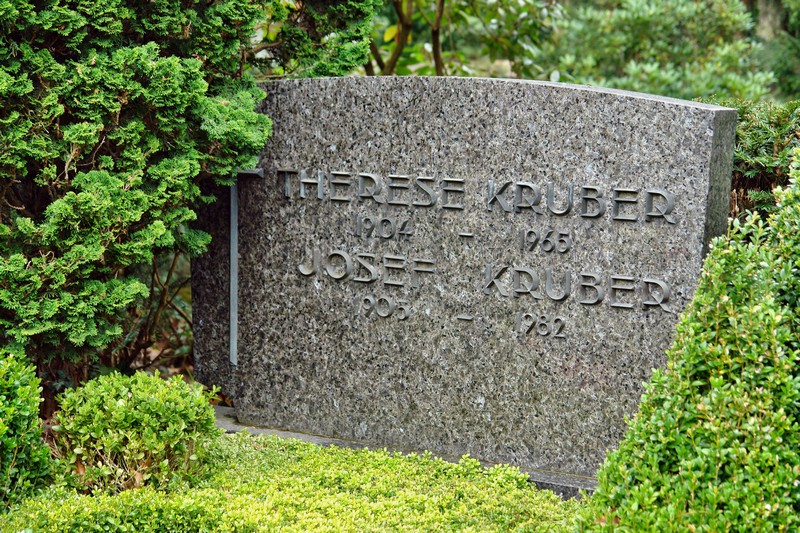 THERESE KRUBER
1904 – 1965
JOSEF KRUBER
1905 – 1982